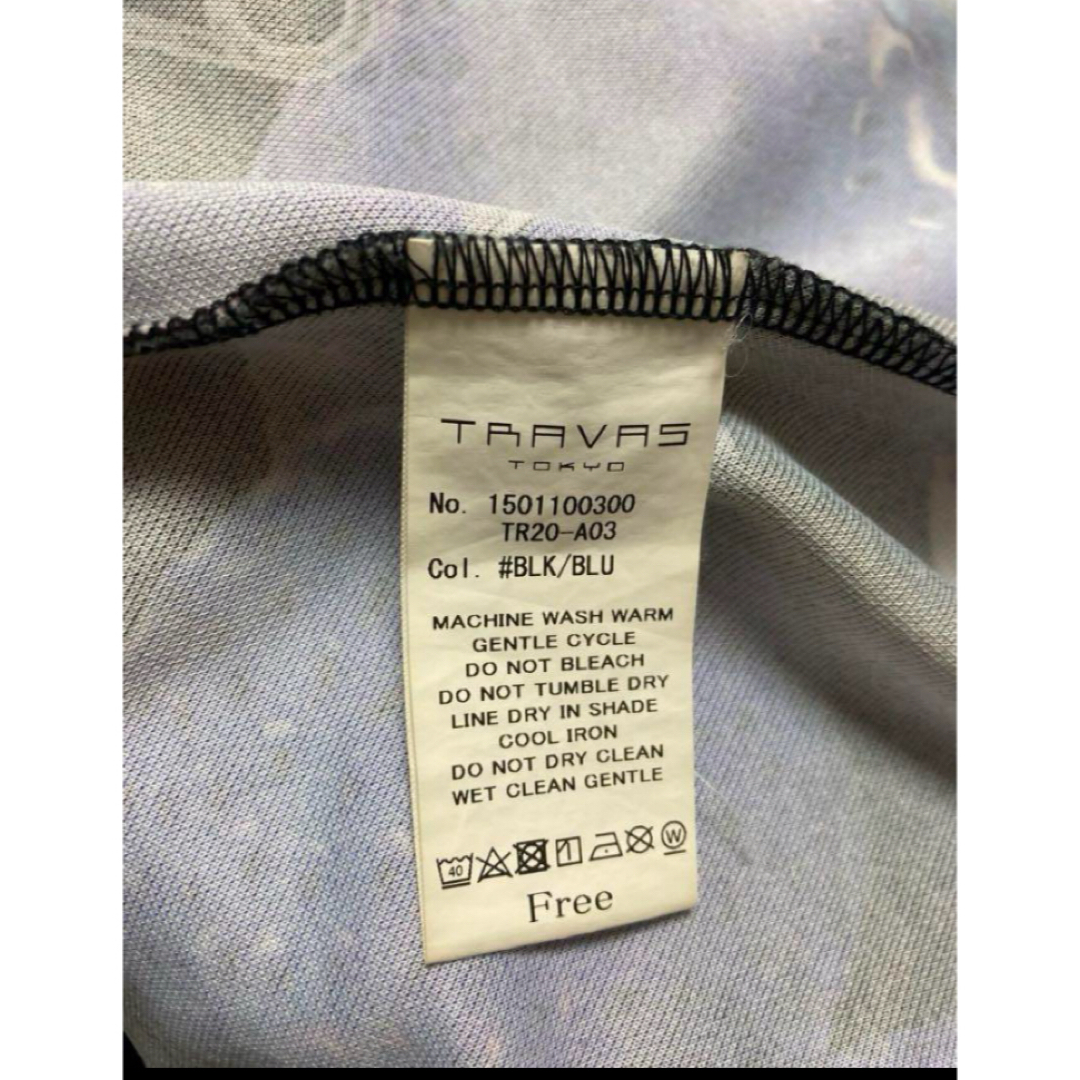 TRAVAS
TOKYO
No. 1501100300
TR20-A03
Col. #BLK/BLU
MACHINE WASH WARM
GENTLE CYCLE
DO NOT BLEACH
DO NOT TUMBLE DRY
LINE DRY IN SHADE
COOL IRON
DO NOT DRY CLEAN
WET CLEAN GENTLE
40 W
Free